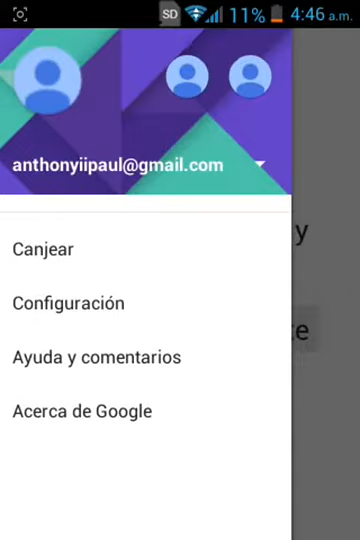 SD 11% 4:46 a.m.
anthonyiipaul@gmail.com
Canjear
y
Configuración
Ayuda y comentarios
Acerca de Google